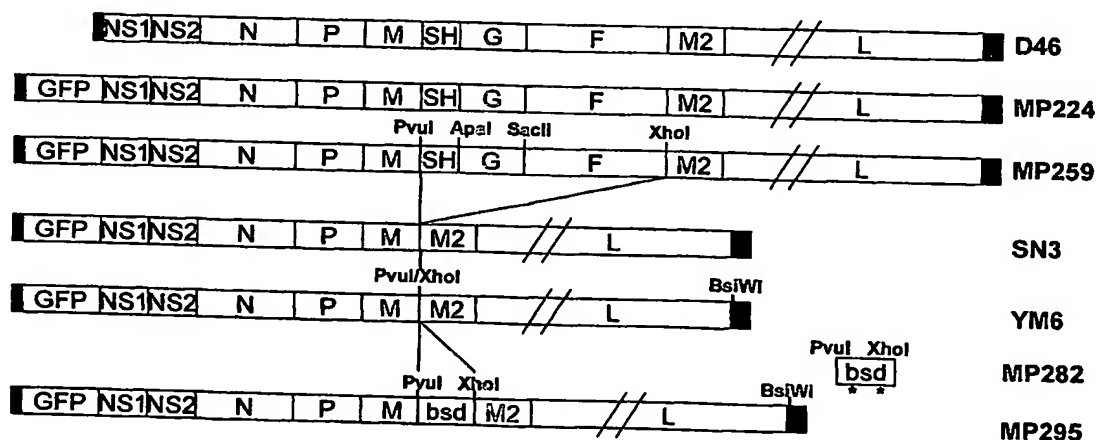 NS1 NS2 N P M SH G F M2 L D46
GFP NS1 NS2 N P M SH G F M2 L MP224
PvuI ApaI SacII XhoI
GFP NS1 NS2 N P M SH G F M2 L MP259
GFP NS1 NS2 N P M M2 L SN3
PvuI/XhoI BsiWI
GFP NS1 NS2 N P M M2 L YM6
PvuI XhoI
bsd MP282
* *
PvuI XhoI BsiWI
GFP NS1 NS2 N P M bsd M2 L MP295